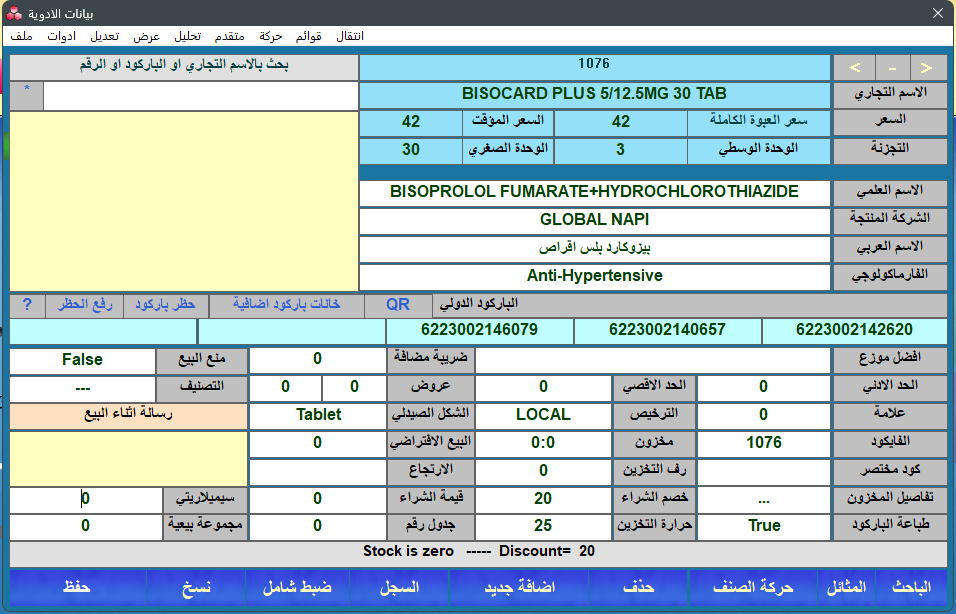 بيانات الادوية
ملف ادوات تعديل عرض تحليل متقدم حركة قوائم انتقال
< - > 1076 بحث بالاسم التجاري او الباركود او الرقم
الاسم التجاري BISOCARD PLUS 5/12.5MG 30 TAB *
السعر سعر العبوة الكاملة 42 السعر المؤقت 42
التجزئة الوحدة الوسطي 3 الوحدة الصغري 30
الاسم العلمي BISOPROLOL FUMARATE+HYDROCHLOROTHIAZIDE
الشركة المنتجة GLOBAL NAPI
الاسم العربي بيزوكارد بلس اقراص
الفارماكولوجي Anti-Hypertensive
الباركود الدولي QR خانات باركود اضافية حظر باركود رفع الحظر ?
6223002142620 6223002140657 6223002146079
افضل موزع ضريبة مضافة 0 منع البيع False
الحد الادني 0 الحد الاقصي 0 عروض 0 0 التصنيف ---
علامة 0 الترخيص LOCAL الشكل الصيدلي Tablet رسالة اثناء البيع
الفايكود 1076 مخزون 0:0 البيع الافتراضي 0
كود مختصر رف التخزين 0 الارتجاع
تفاصيل المخزون ... خصم الشراء 20 قيمة الشراء 0 سيميلاريتي 0
طباعة الباركود True حرارة التخزين 25 جدول رقم 0 مجموعة بيعية 0
Stock is zero ----- Discount= 20
الباحث المثائل حركة الصنف حذف اضافة جديد السجل ضبط شامل نسخ حفظ